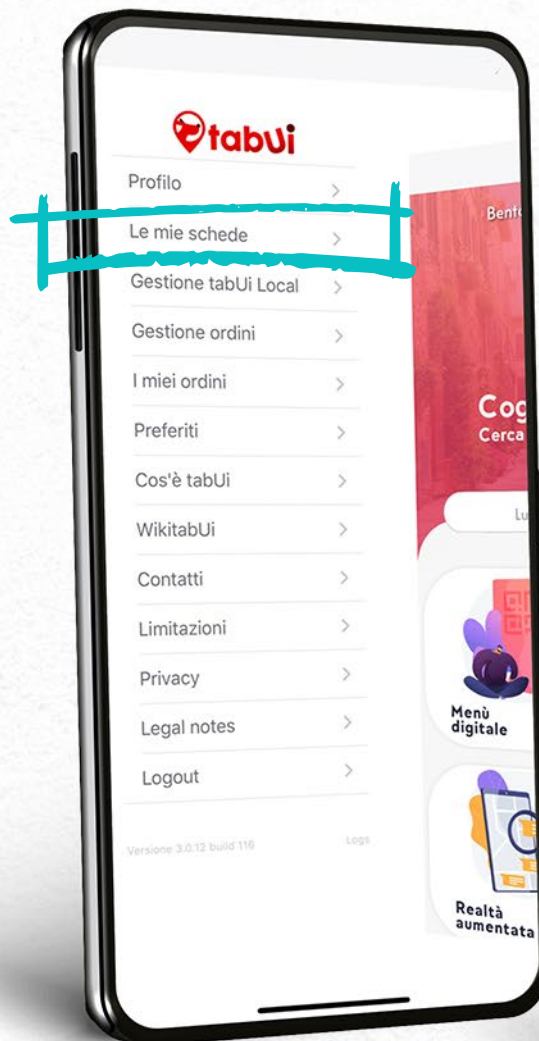 tabUi
Profilo
Le mie schede
Gestione tabUi Local
Gestione ordini
I miei ordini
Preferiti
Cos'è tabUi
WikitabUi
Contatti
Limitazioni
Privacy
Legal notes
Logout
Versione 3.0.12 build 116
Logs
Cerca
Menù
digitale
Realtà
aumentata